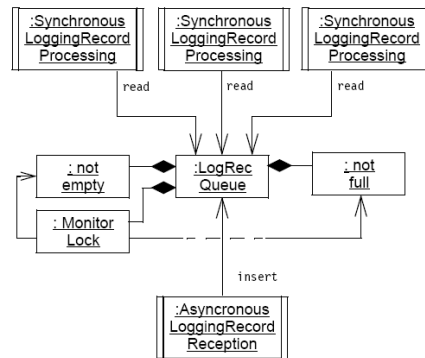 :Synchronous
LoggingRecord
Processing
:Synchronous
LoggingRecord
Processing
:Synchronous
LoggingRecord
Processing
read
read
read
: not
empty
:LogRec
Queue
: not
full
: Monitor
Lock
insert
:Asyncronous
LoggingRecord
Reception